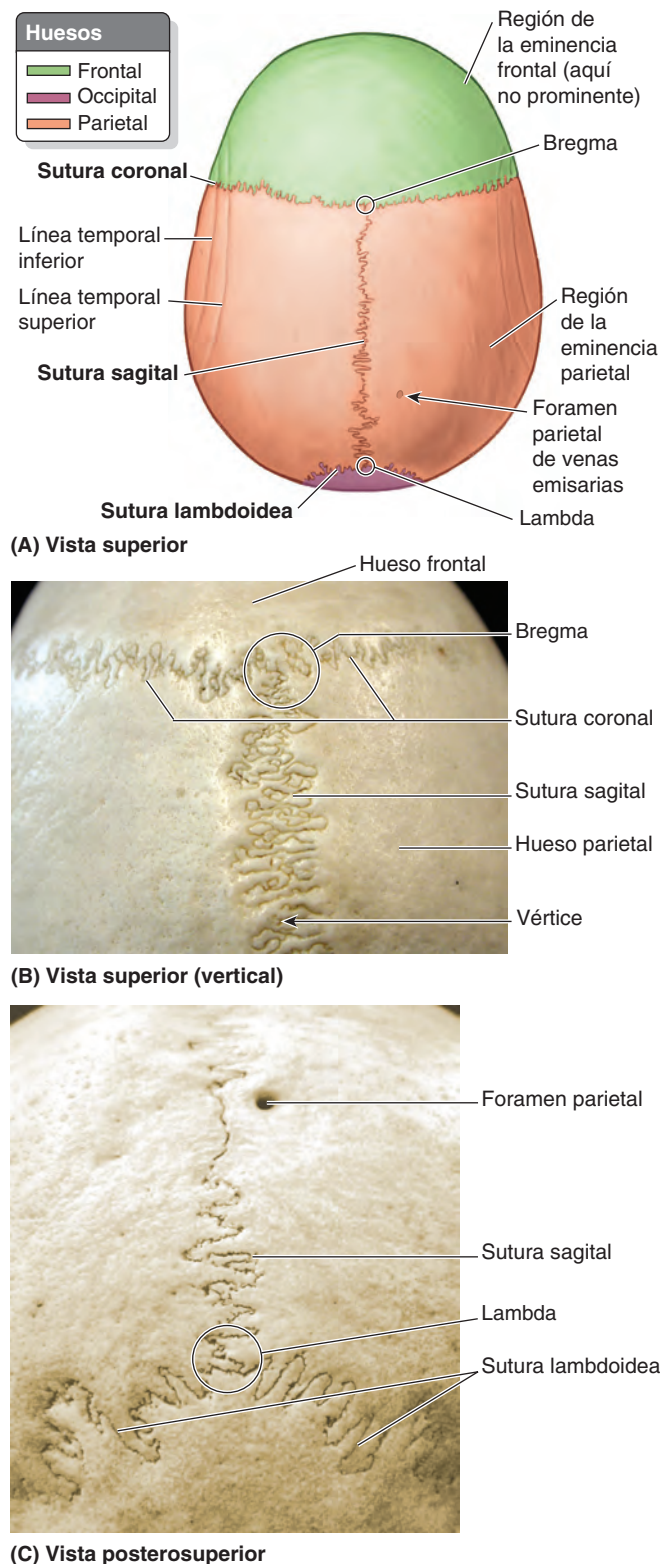 Huesos
Frontal
Occipital
Parietal
Región de
la eminencia
frontal (aquí
no prominente)
Bregma
Sutura coronal
Línea temporal
inferior
Línea temporal
superior
Sutura sagital
Región
de la
eminencia
parietal
Foramen
parietal
de venas
emisarias
Sutura lambdoidea
Lambda
(A) Vista superior
Hueso frontal
Bregma
Sutura coronal
Sutura sagital
Hueso parietal
Vértice
(B) Vista superior (vertical)
Foramen parietal
Sutura sagital
Lambda
Sutura lambdoidea
(C) Vista posterosuperior